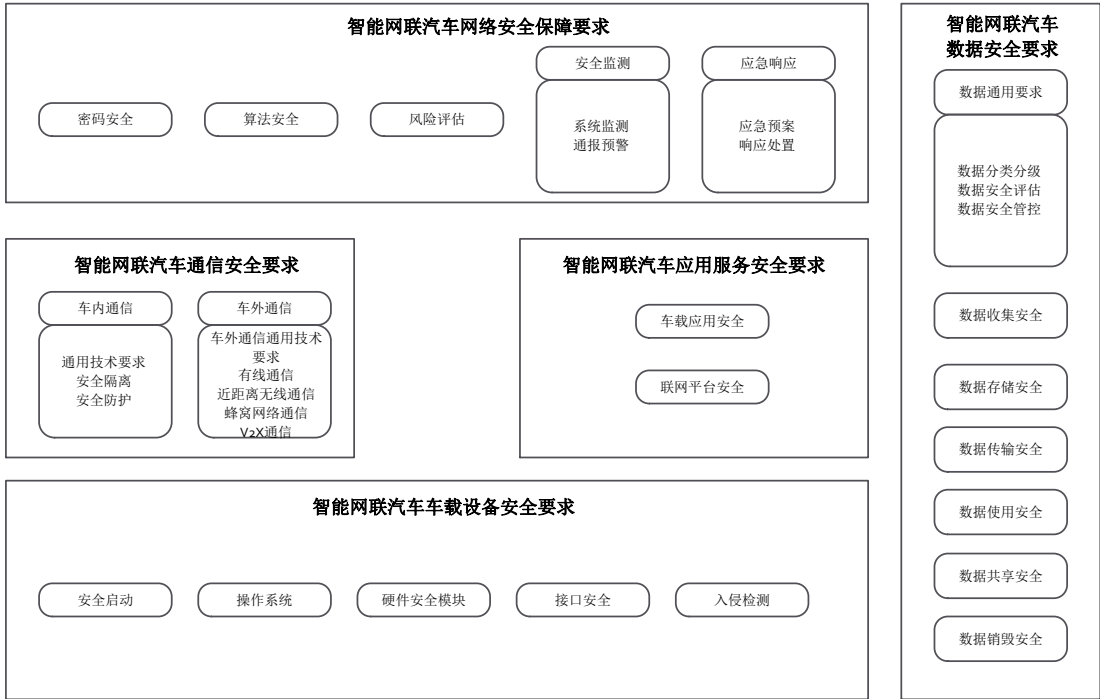 智能网联汽车网络安全保障要求
密码安全
算法安全
风险评估
安全监测
系统监测
通报预警
应急响应
应急预案
响应处置
智能网联汽车通信安全要求
车内通信
通用技术要求
安全隔离
安全防护
车外通信
车外通信通用技术
要求
有线通信
近距离无线通信
蜂窝网络通信
V2X通信
智能网联汽车应用服务安全要求
车载应用安全
联网平台安全
智能网联汽车车载设备安全要求
安全启动
操作系统
硬件安全模块
接口安全
入侵检测
智能网联汽车
数据安全要求
数据通用要求
数据分类分级
数据安全评估
数据安全管控
数据收集安全
数据存储安全
数据传输安全
数据使用安全
数据共享安全
数据销毁安全